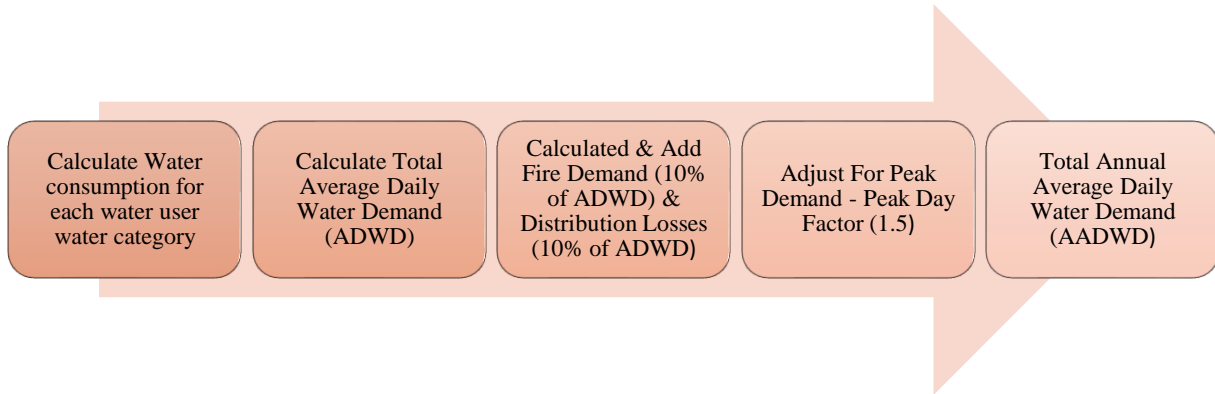 Calculate Water
consumption for
each water user
water category
Calculate Total
Average Daily
Water Demand
(ADWD)
Calculated & Add
Fire Demand (10%
of ADWD) &
Distribution Losses
(10% of ADWD)
Adjust For Peak
Demand - Peak Day
Factor (1.5)
Total Annual
Average Daily
Water Demand
(AADWD)